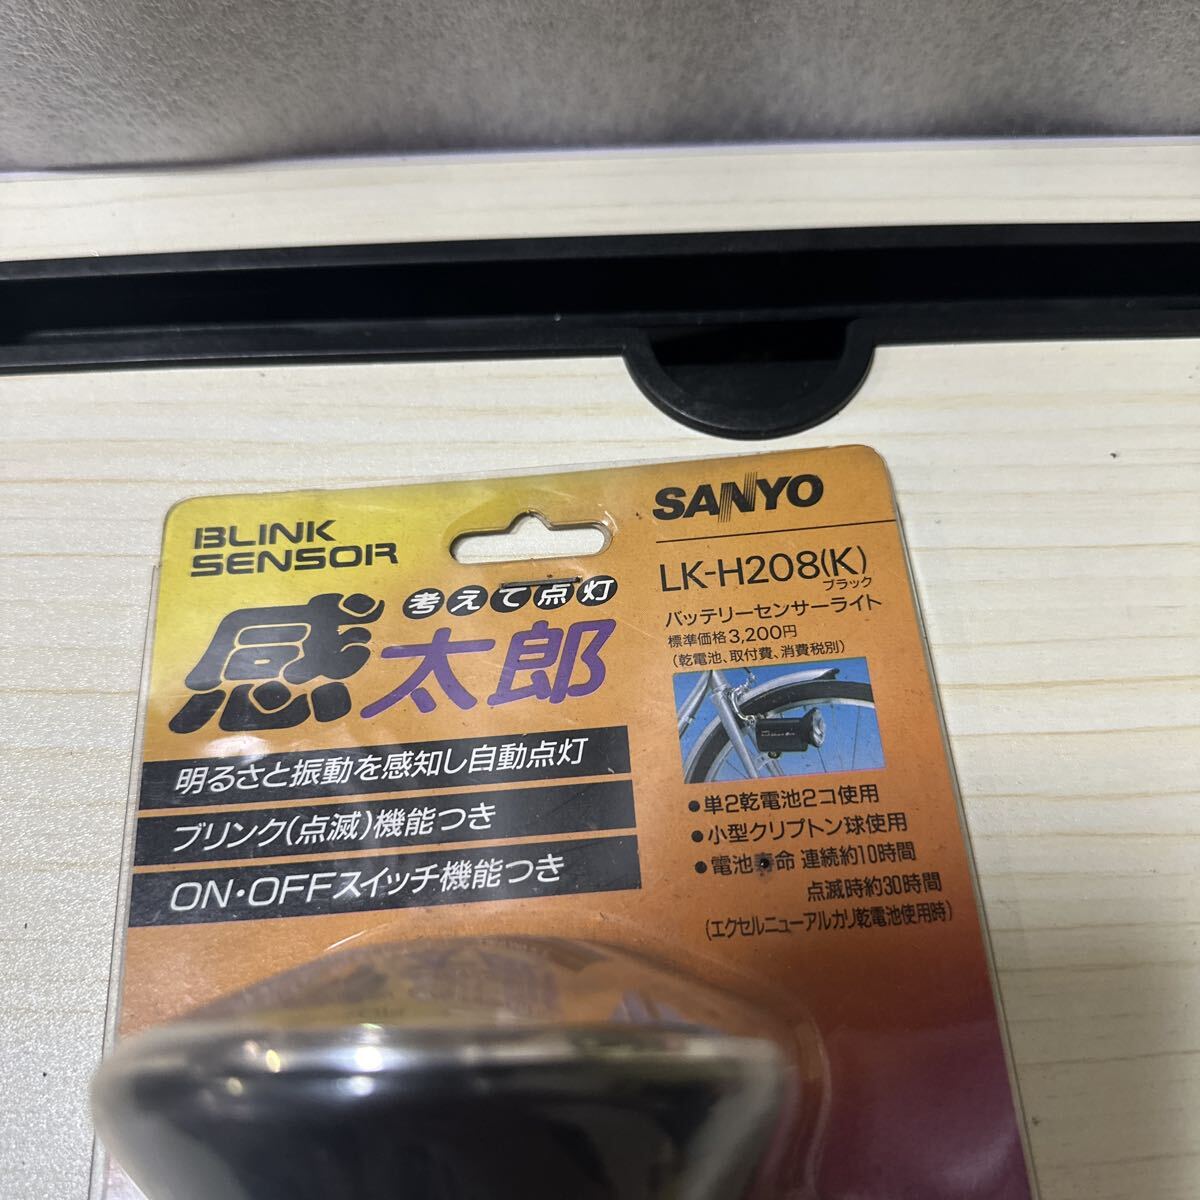 BLINK
SENSOR
考えて点灯
感太郎
明るさと振動を感知し自動点灯
ブリンク(点滅)機能つき
ON・OFFスイッチ機能つき
SANYO
LK-H208(K)
ブラック
バッテリーセンサーライト
標準価格3,200円
(乾電池、取付費、消費税別)
●単2乾電池2コ使用
●小型クリプトン球使用
●電池寿命 連続約10時間
点滅時約30時間
(エクセルニューアルカリ乾電池使用時)